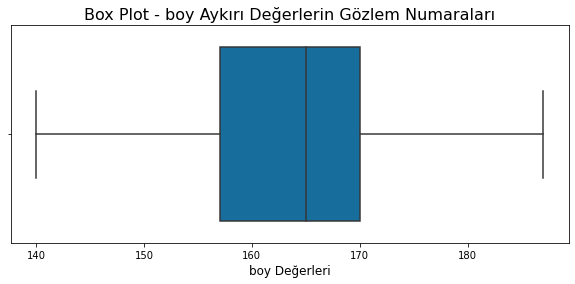 Box Plot - boy Aykırı Değerlerin Gözlem Numaraları
140 150 160 170 180
boy Değerleri